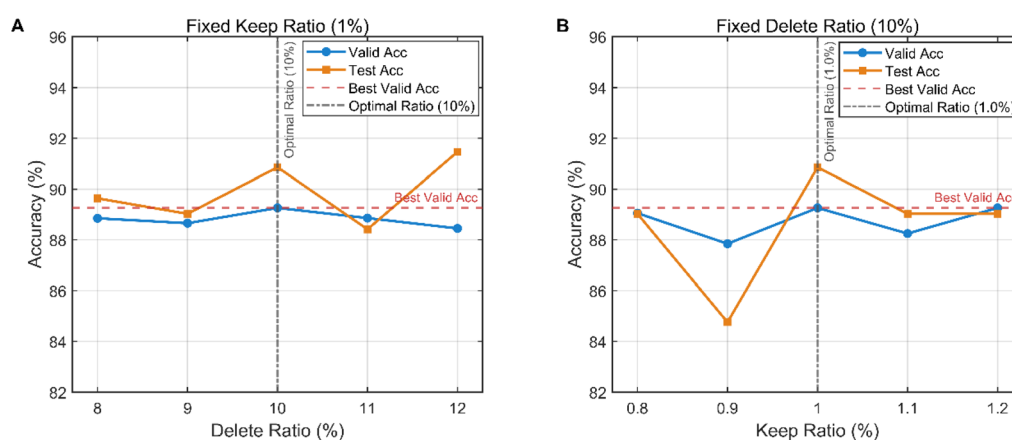 A
Fixed Keep Ratio (1%)
96
94
92
90
88
86
84
82
Accuracy (%)
Optimal Ratio (10%)
Valid Acc
Test Acc
Best Valid Acc
Optimal Ratio (10%)
Best Valid Acc
8 9 10 11 12
Delete Ratio (%)
B
Fixed Delete Ratio (10%)
96
94
92
90
88
86
84
82
Accuracy (%)
Optimal Ratio (1.0%)
Valid Acc
Test Acc
Best Valid Acc
Optimal Ratio (1.0%)
Best Valid Acc
0.8 0.9 1 1.1 1.2
Keep Ratio (%)